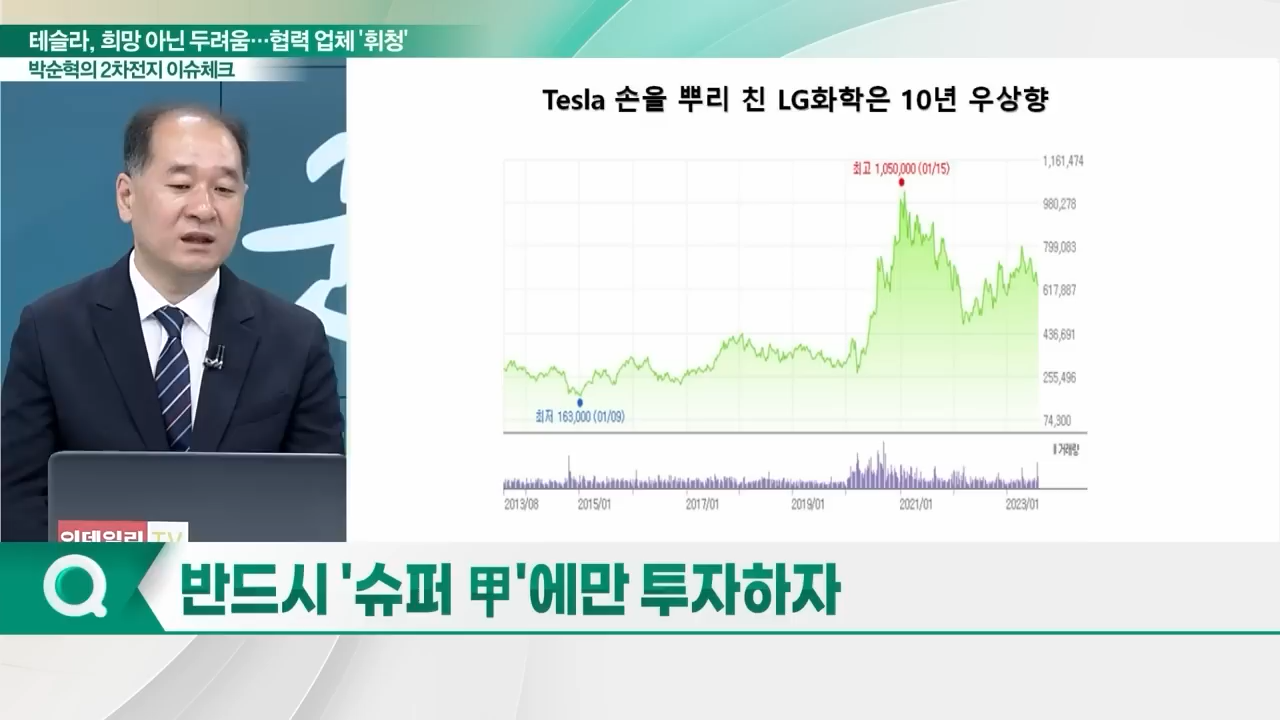 테슬라, 희망 아닌 두려움…협력 업체 '휘청'
박순혁의 2차전지 이슈체크
Tesla 손을 뿌리 친 LG화학은 10년 우상향
최고 1,050,000 (01/15)
1,161,474
980,278
799,083
617,887
436,691
255,496
74,300
최저 163,000 (01/09)
거래량
2013/08 2015/01 2017/01 2019/01 2021/01 2023/01
이데일리 TV
반드시 '슈퍼 甲'에만 투자하자